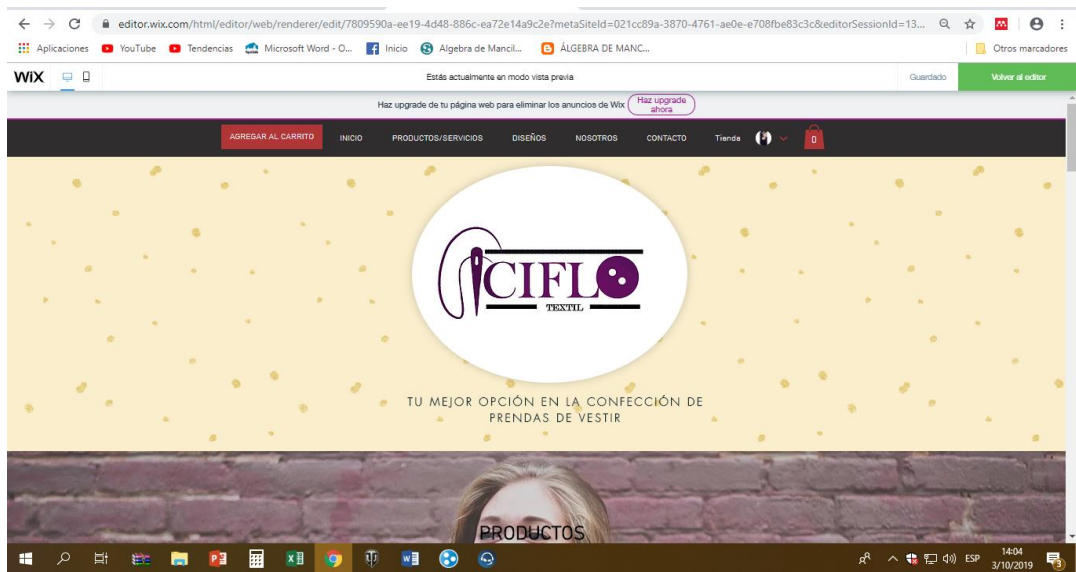 editor.wix.com/html/editor/web/renderer/edit/7809590a-ee19-4d48-886c-ea72e14a9c2e?metaSiteId=021cc89a-3870-4761-ae0e-e708fbe83c3c&editorSessionId=13...
Aplicaciones YouTube Tendencias Microsoft Word - O... Inicio Algebra de Mancil... ÁLGEBRA DE MANC... Otros marcadores
WiX Estás actualmente en modo vista previa Guardado Volver al editor
Haz upgrade de tu página web para eliminar los anuncios de Wix Haz upgrade ahora
AGREGAR AL CARRITO INICIO PRODUCTOS/SERVICIOS DISEÑOS NOSOTROS CONTACTO Tienda 0
CIFLO
TEXTIL
TU MEJOR OPCIÓN EN LA CONFECCIÓN DE
PRENDAS DE VESTIR
PRODUCTOS
ESP 14:04
3/10/2019 3